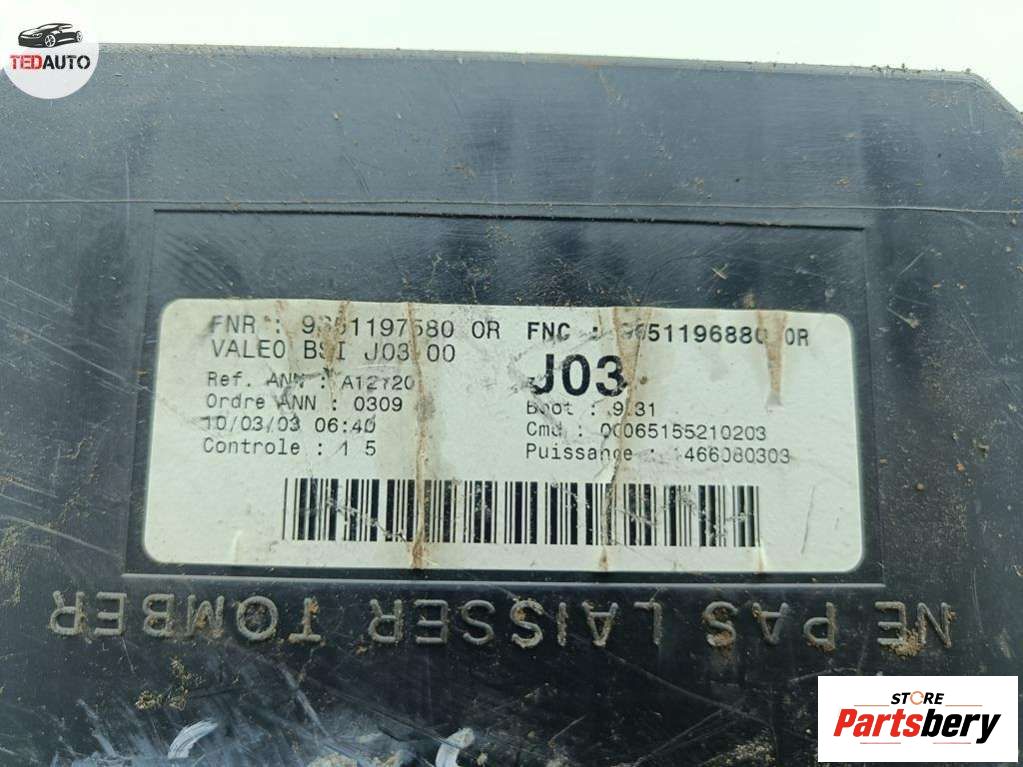 TEDAUTO
FNR : 9651197580 0R FNC : 9651196880 0R
VALEO BSI J03 00
J03
Ref. ANN : A12720
Ordre ANN : 0309
Boot : 9.31
10/03/03 06:40
Cmd : 00065155210203
Controle : 1 5
Puissance : 1466080303
NE PAS LAISSER TOMBER
STORE
Partsbery